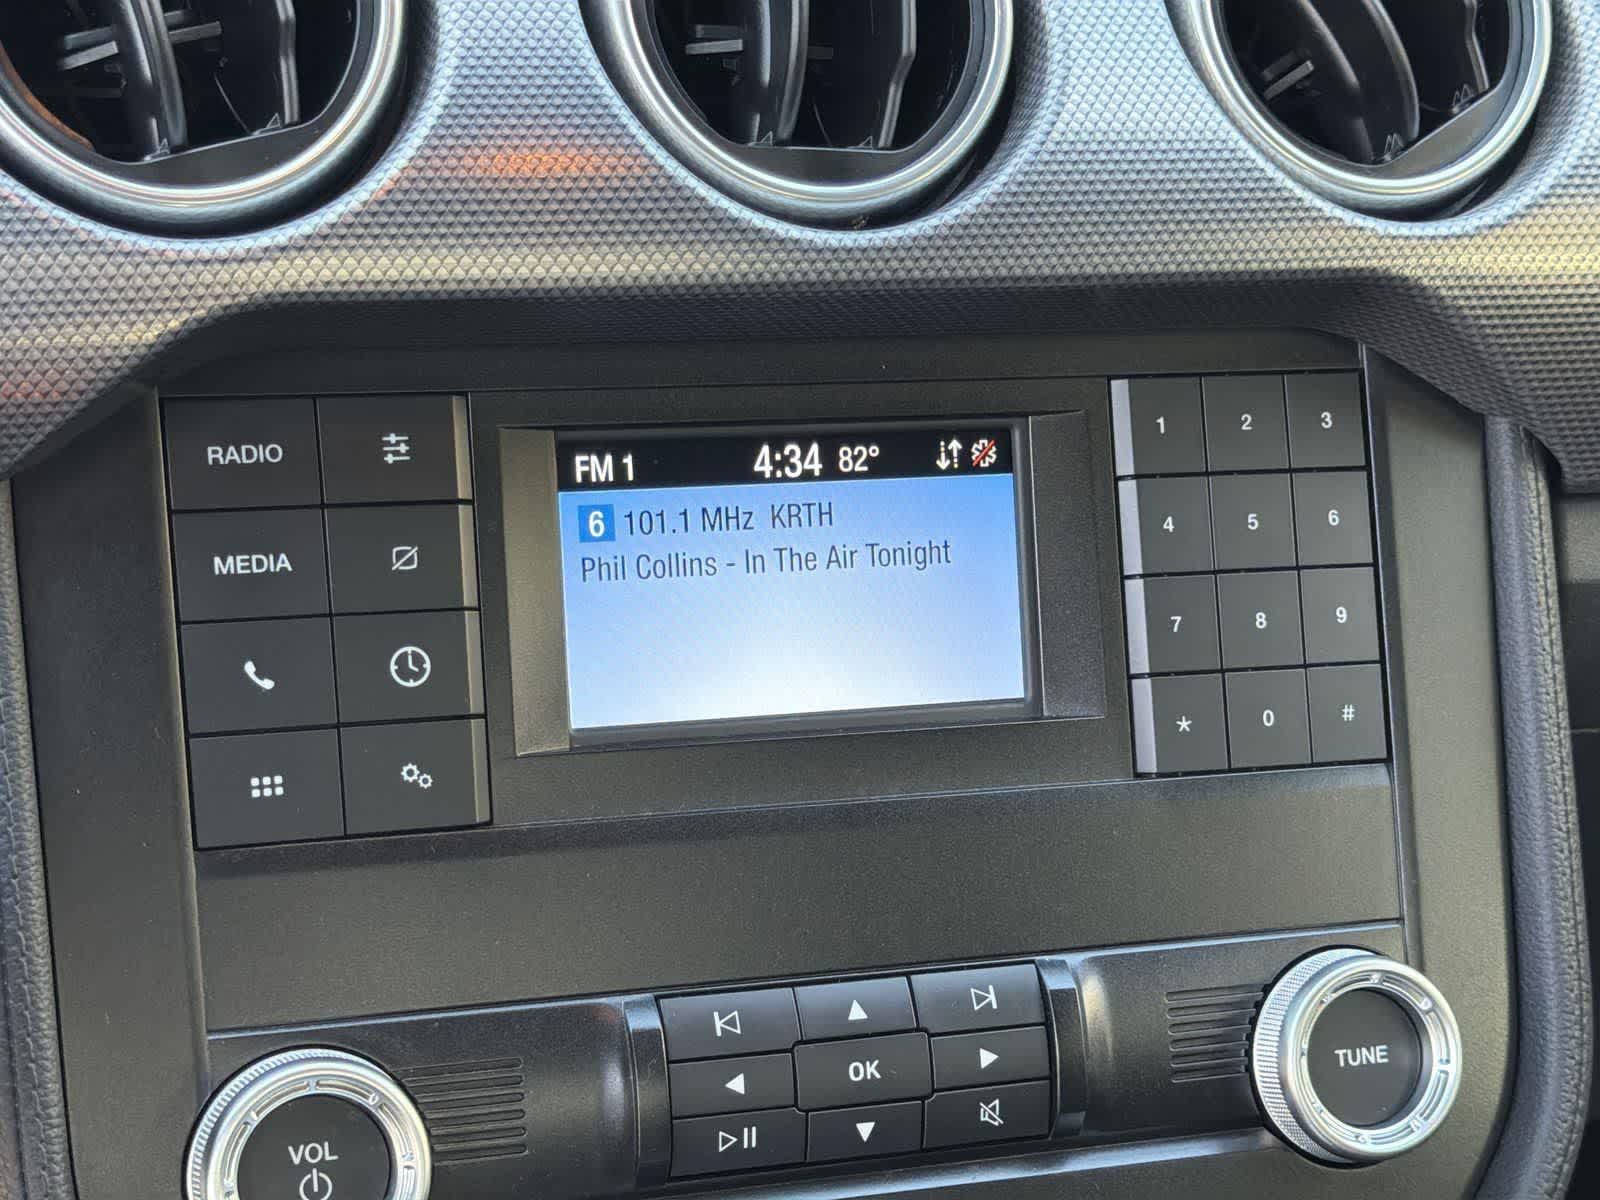 RADIO
MEDIA
FM 1 4:34 82°
6 101.1 MHz KRTH
Phil Collins - In The Air Tonight
1 2 3
4 5 6
7 8 9
* 0 #
OK
VOL
TUNE